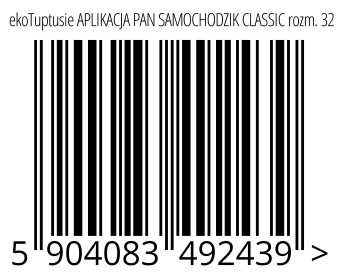 ekoTuptusie APLIKACJA PAN SAMOCHODZIK CLASSIC rozm. 32
5 904083 492439 >